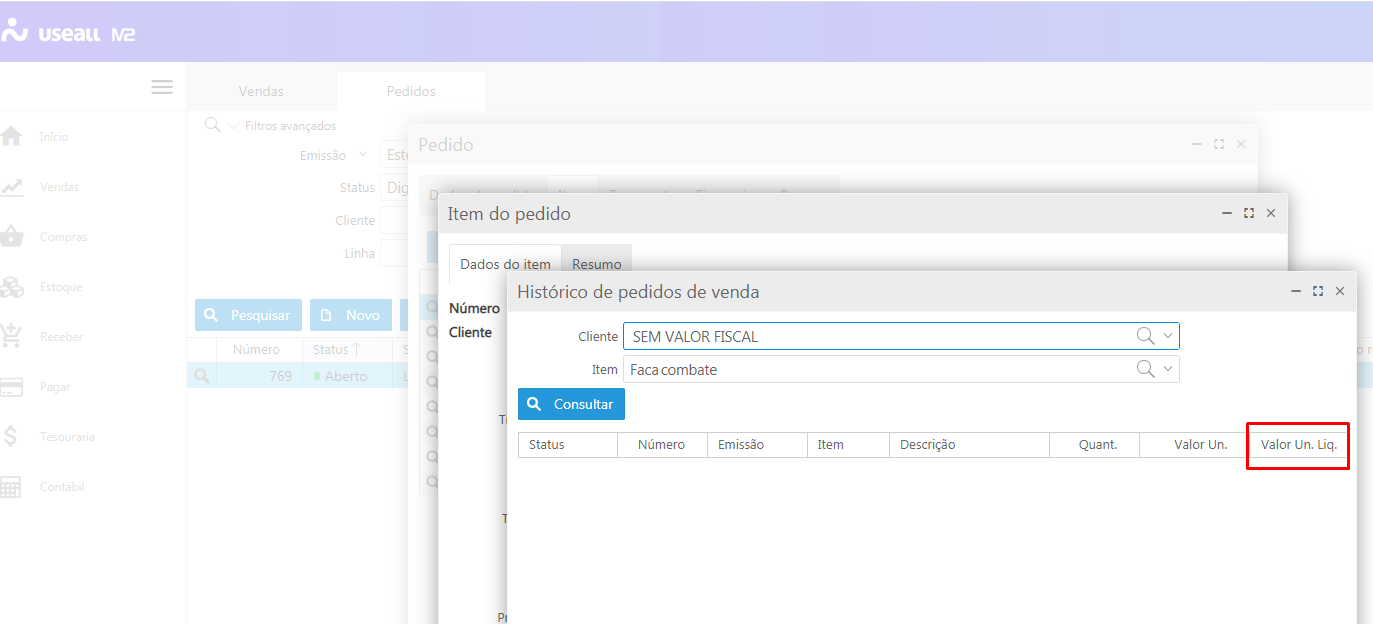 useall M2
Vendas
Pedidos
Filtros avançados
Início
Emissão
Este
Pedido
Vendas
Status
Dig
Item do pedido
Cliente
Compras
Linha
Dados do item
Resumo
Estoque
Histórico de pedidos de venda
Pesquisar
Novo
Número
Cliente
SEM VALOR FISCAL
Receber
Cliente
Número
Status
Item
Faca combate
769
Aberto
Pagar
Consultar
Tesouraria
Status
Número
Emissão
Item
Descrição
Quant.
Valor Un.
Valor Un. Liq.
Contábil